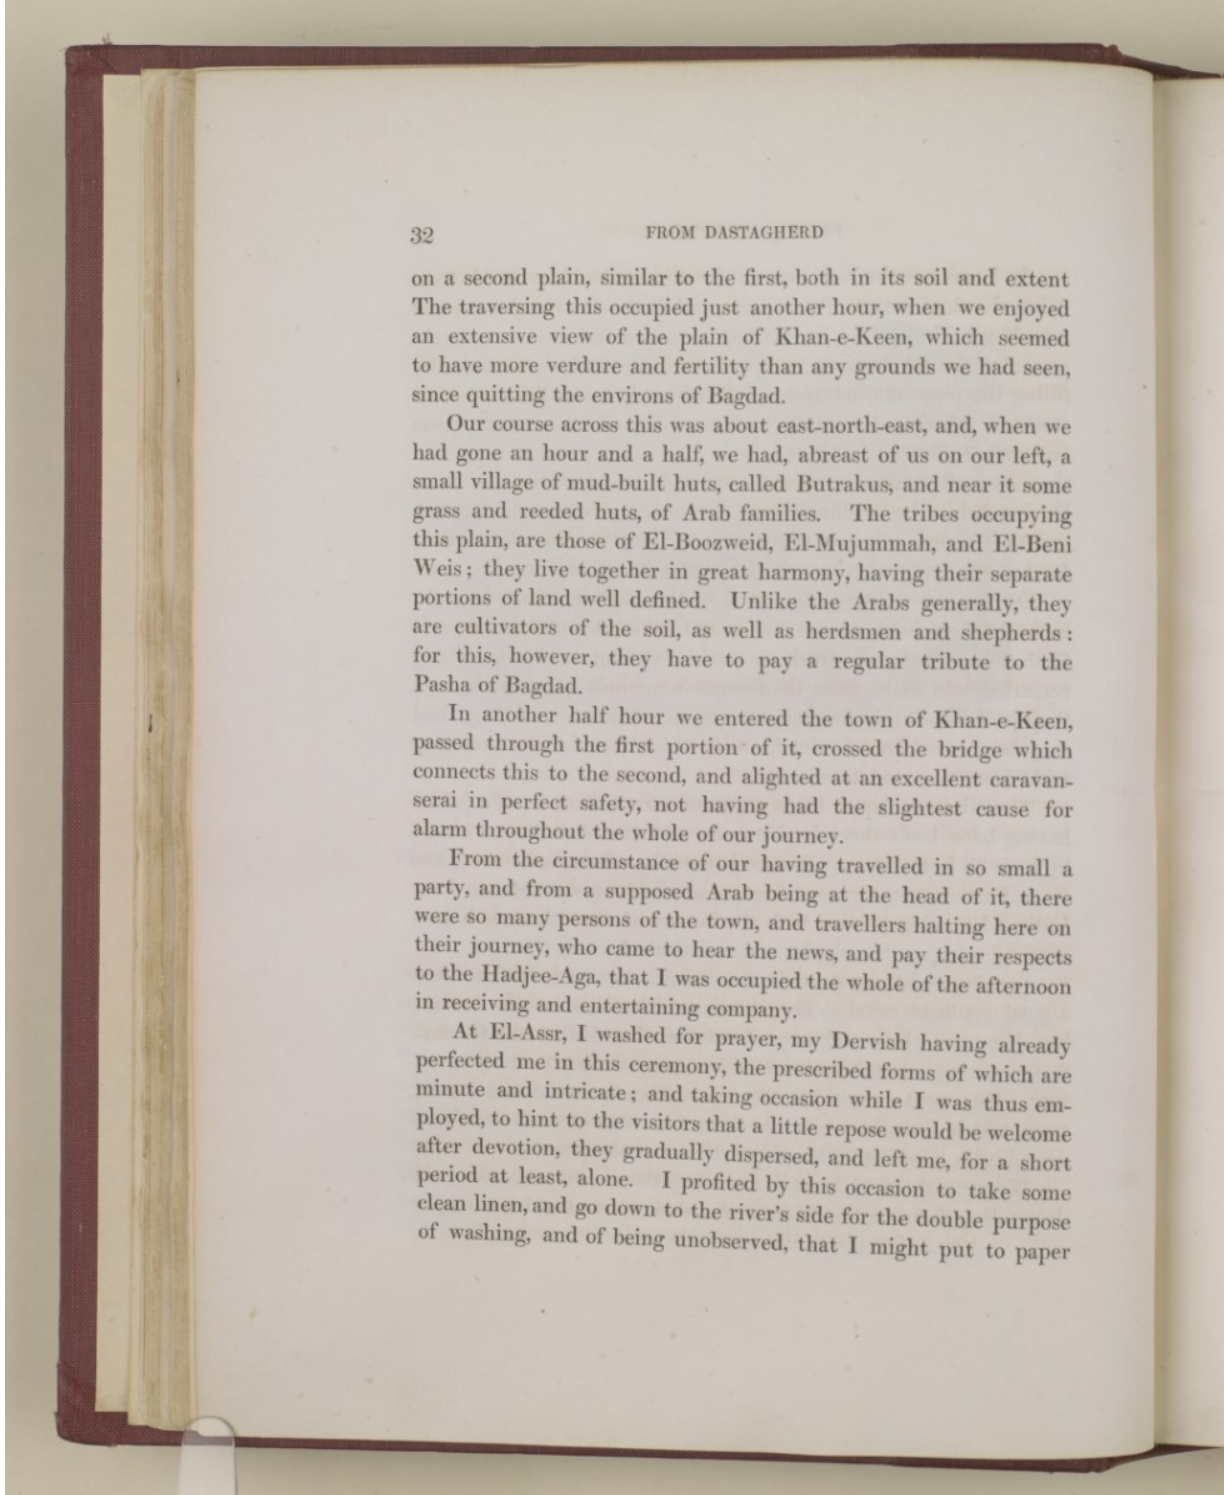 32
FROM DASTAGHERD
on a second plain, similar to the first, both in its soil and extent
The traversing this occupied just another hour, when we enjoyed
an extensive view of the plain of Khan-e-Keen, which seemed
to have more verdure and fertility than any grounds we had seen,
since quitting the environs of Bagdad.
Our course across this was about east-north-east, and, when we
had gone an hour and a half, we had, abreast of us on our left, a
small village of mud-built huts, called Butrakus, and near it some
grass and reeded huts, of Arab families. The tribes occupying
this plain, are those of El-Boozweid, El-Mujummah, and El-Beni
Weis; they live together in great harmony, having their separate
portions of land well defined. Unlike the Arabs generally, they
are cultivators of the soil, as well as herdsmen and shepherds:
for this, however, they have to pay a regular tribute to the
Pasha of Bagdad.
In another half hour we entered the town of Khan-e-Keen,
passed through the first portion of it, crossed the bridge which
connects this to the second, and alighted at an excellent caravan-
serai in perfect safety, not having had the slightest cause for
alarm throughout the whole of our journey.
From the circumstance of our having travelled in so small a
party, and from a supposed Arab being at the head of it, there
were so many persons of the town, and travellers halting here on
their journey, who came to hear the news, and pay their respects
to the Hadjee-Aga, that I was occupied the whole of the afternoon
in receiving and entertaining company.
At El-Assr, I washed for prayer, my Dervish having already
perfected me in this ceremony, the prescribed forms of which are
minute and intricate; and taking occasion while I was thus em-
ployed, to hint to the visitors that a little repose would be welcome
after devotion, they gradually dispersed, and left me, for a short
period at least, alone. I profited by this occasion to take some
clean linen, and go down to the river's side for the double purpose
of washing, and of being unobserved, that I might put to paper